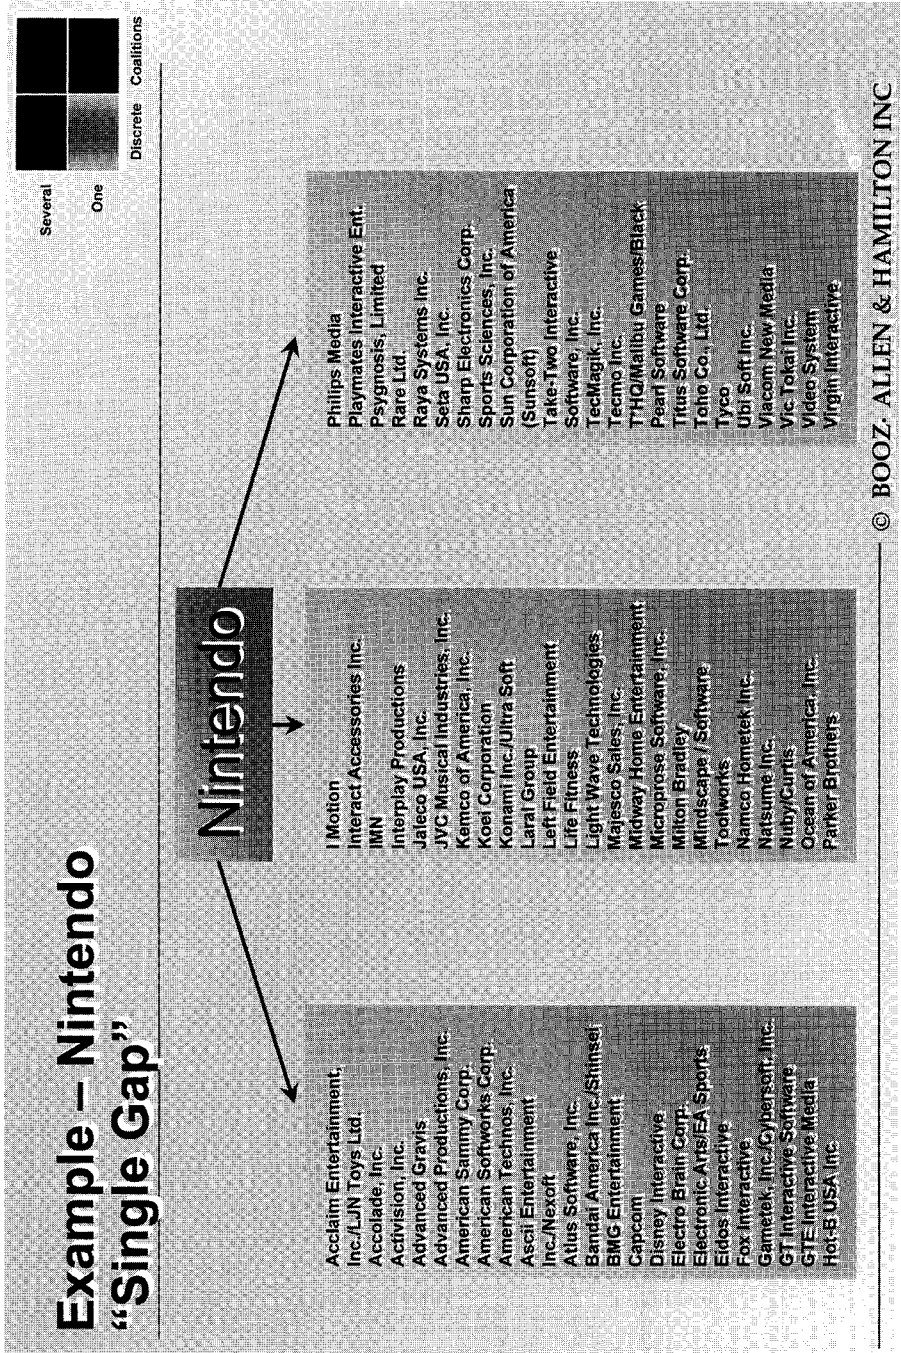 Example – Nintendo
“Single Gap”
Several
One
Discrete Coalitions
Nintendo
Acclaim Entertainment,
Inc./LJN Toys Ltd.
Accolade, Inc.
Activision, Inc.
Advanced Gravis
Advanced Productions, Inc.
American Sammy Corp.
American Softworks Corp.
American Technos, Inc.
Ascii Entertainment
Inc./Nexoft
Atlus Software, Inc.
Bandai America Inc./Shinsei
BMG Entertainment
Capcom
Disney Interactive
Electro Brain Corp.
Electronic Arts/EA Sports
Eidos Interactive
Fox Interactive
Gametek, Inc./Cybersoft, Inc.
GT Interactive Software
GTE Interactive Media
Hot-B USA Inc.
I Motion
Interact Accessories Inc.
IMN
Interplay Productions
Jaleco USA, Inc.
JVC Musical Industries, Inc.
Kemco of America, Inc.
Koei Corporation
Konami Inc./Ultra Soft
Laral Group
Left Field Entertainment
Life Fitness
Light Wave Technologies
Majesco Sales, Inc.
Midway Home Entertainment
Microprose Software, Inc.
Milton Bradley
Mindscape / Software
Toolworks
Namco Hometek Inc.
Natsume Inc.
Nuby/Curtis
Ocean of America, Inc.
Parker Brothers
Philips Media
Playmates Interactive Ent.
Psygnosis, Limited
Rare Ltd.
Raya Systems Inc.
Seta USA, Inc.
Sharp Electronics Corp.
Sports Sciences, Inc.
Sun Corporation of America
(Sunsoft)
Take-Two Interactive
Software, Inc.
TecMagik, Inc.
Tecmo Inc.
T*HQ/Malibu Games/Black
Pearl Software
Titus Software Corp.
Toho Co., Ltd.
Tyco
Ubi Soft Inc.
Viacom New Media
Vic Tokai Inc.
Video System
Virgin Interactive
© BOOZ· ALLEN & HAMILTON INC